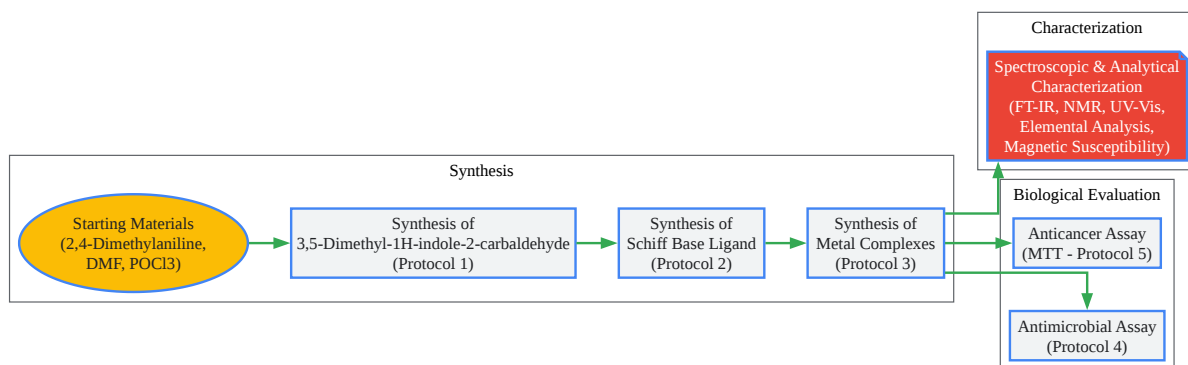 Characterization
Spectroscopic & Analytical
Characterization
(FT-IR, NMR, UV-Vis,
Elemental Analysis,
Magnetic Susceptibility)
Synthesis
Starting Materials
(2,4-Dimethylaniline,
DMF, POCl3)
Synthesis of
3,5-Dimethyl-1H-indole-2-carbaldehyde
(Protocol 1)
Synthesis of
Schiff Base Ligand
(Protocol 2)
Synthesis of
Metal Complexes
(Protocol 3)
Biological Evaluation
Anticancer Assay
(MTT - Protocol 5)
Antimicrobial Assay
(Protocol 4)